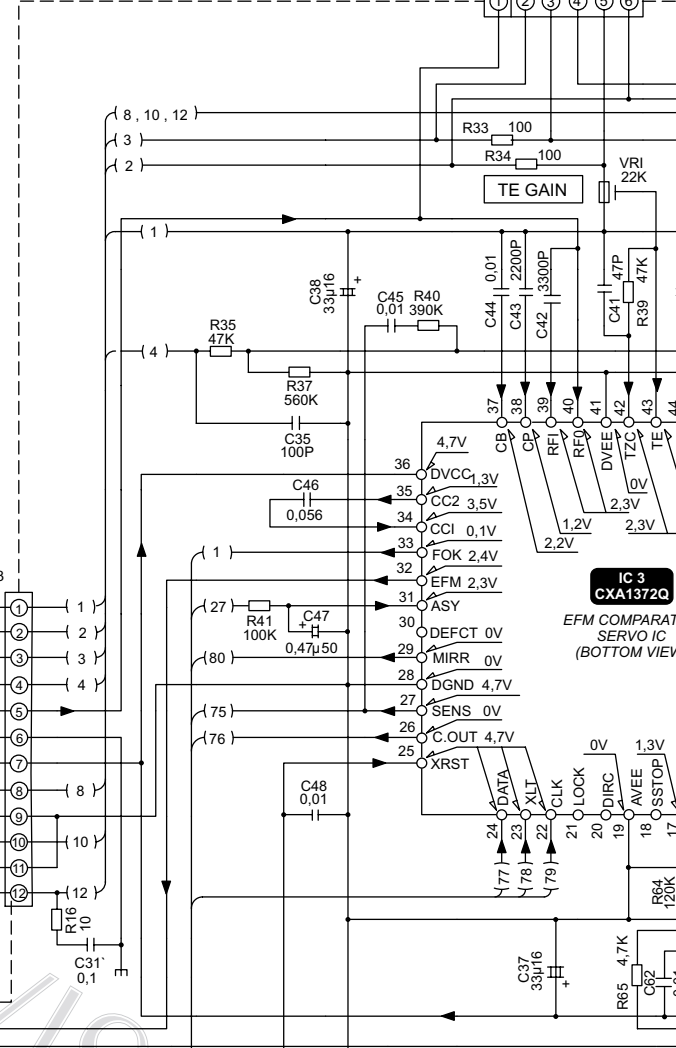 1 2 3 4 5 6
8 , 10 , 12
3
2
R33 100
R34 100
VRI
22K
TE GAIN
1
C38
33µ16
+
C45
0,01
R40
390K
C44 0,01
C43 2200P
C42 3300P
C41 47P
R39 47K
R35
47K
4
R37
560K
C35
100P
37 38 39 40 41 42 43 44
CB CP RFI RF0 DVEE TZC TE
36 DVCC 4,7V
35 CC2 1,3V
34 CCI 3,5V
33 FOK 0,1V
32 EFM 2,4V
31 ASY 2,3V
30 DEFCT
29 MIRR 0V
28 DGND 0V
27 SENS 4,7V
26 C.OUT 0V
25 XRST 4,7V
0V
2,3V
1,2V
2,3V
2,2V
C46
0,056
1
27
R41
100K
C47
+
0,47µ50
80
75
76
IC 3
CXA1372Q
EFM COMPARAT
SERVO IC
(BOTTOM VIEW
1 1
2 2
3 3
4 4
5
6
7
8 8
9
10 10
11
12 12
C48
0,01
0V 1,3V
DATA XLT CLK LOCK DIRC AVEE SSTOP
24 23 22 21 20 19 18 17
77 78 79
R16
10
C31`
0,1
R64
120K
C37
33µ16
+
R65 4,7K
C62